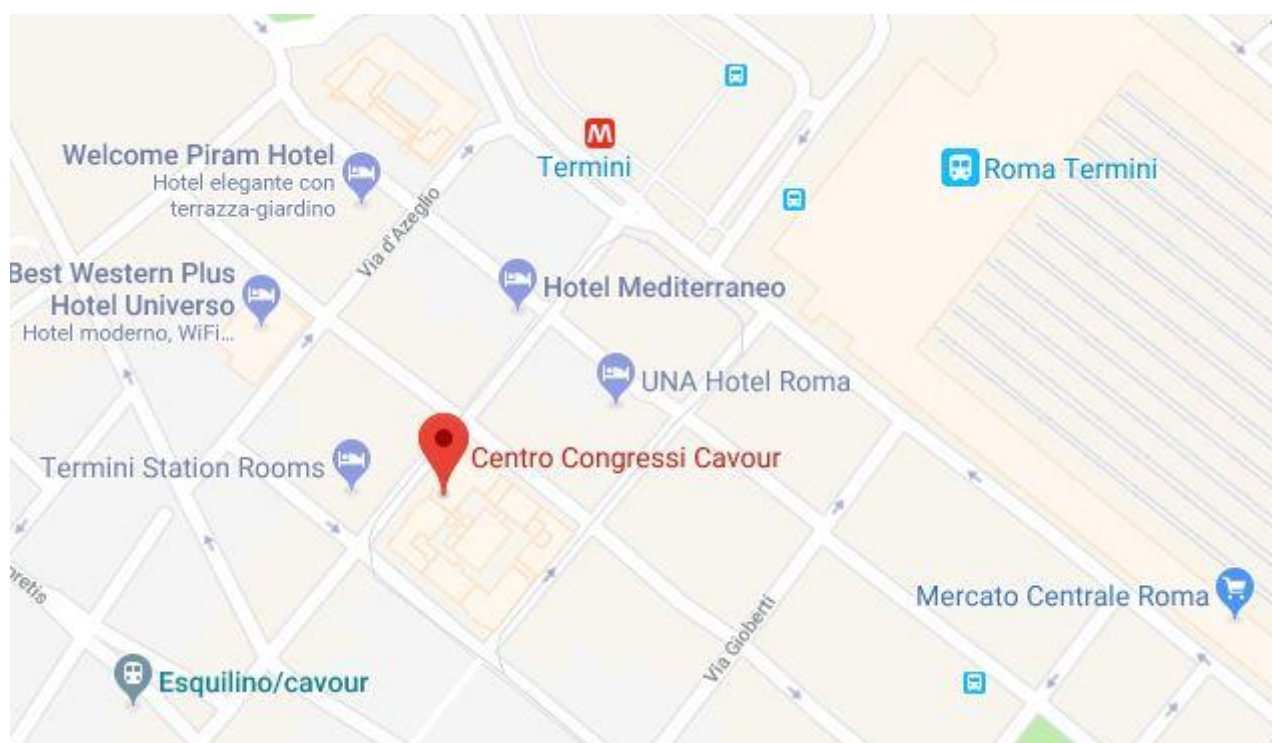 M
Termini
Roma Termini
Welcome Piram Hotel
Hotel elegante con
terrazza-giardino
Via d'Azeglio
Best Western Plus
Hotel Universo
Hotel moderno, WiFi...
Hotel Mediterraneo
UNA Hotel Roma
Termini Station Rooms
Centro Congressi Cavour
pretis
Via Gioberti
Mercato Centrale Roma
Esquilino/cavour